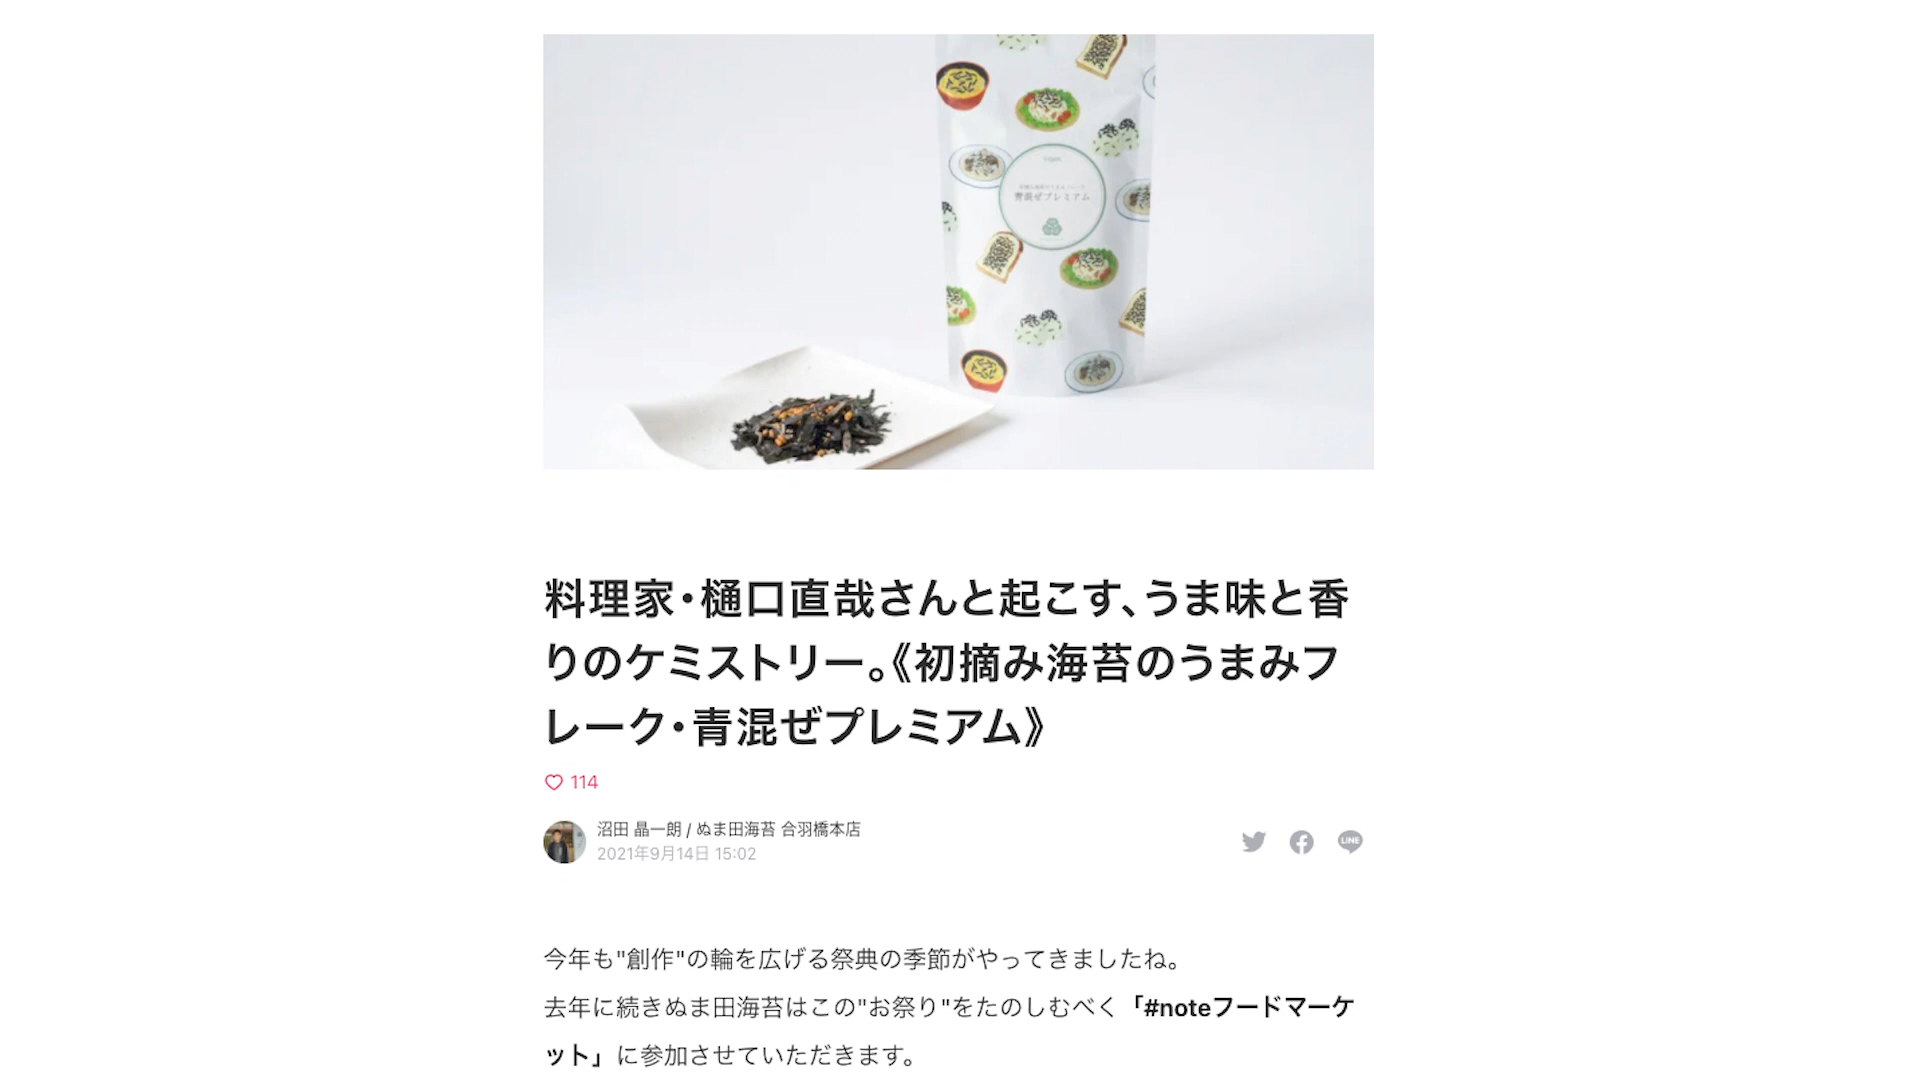 青混ぜプレミアム
料理家・樋口直哉さんと起こす、うま味と香
りのケミストリー。《初摘み海苔のうまみフ
レーク・青混ぜプレミアム》
114
沼田 晶一朗 / ぬま田海苔 合羽橋本店
2021年9月14日 15:02
LINE
今年も"創作"の輪を広げる祭典の季節がやってきましたね。
去年に続きぬま田海苔はこの"お祭り"をたのしむべく「#noteフードマーケ
ット」に参加させていただきます。